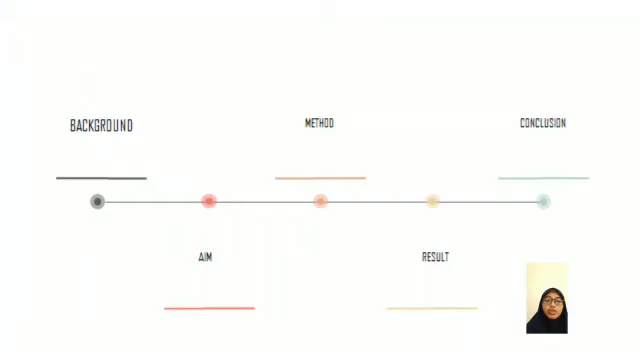 BACKGROUND
METHOD
CONCLUSION
AIM
RESULT